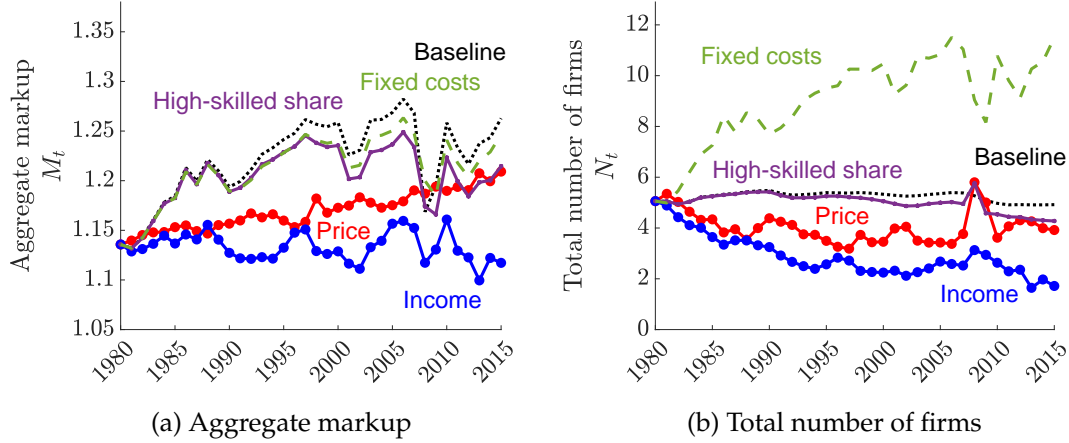 1.35
1.3
1.25
1.2
1.15
1.1
1.05
Aggregate markup
M_t
Baseline
Fixed costs
High-skilled share
Price
Income
1980
1985
1990
1995
2000
2005
2010
2015
(a) Aggregate markup
12
10
8
6
4
2
0
Total number of firms
N_t
Fixed costs
High-skilled share
Baseline
Price
Income
1980
1985
1990
1995
2000
2005
2010
2015
(b) Total number of firms